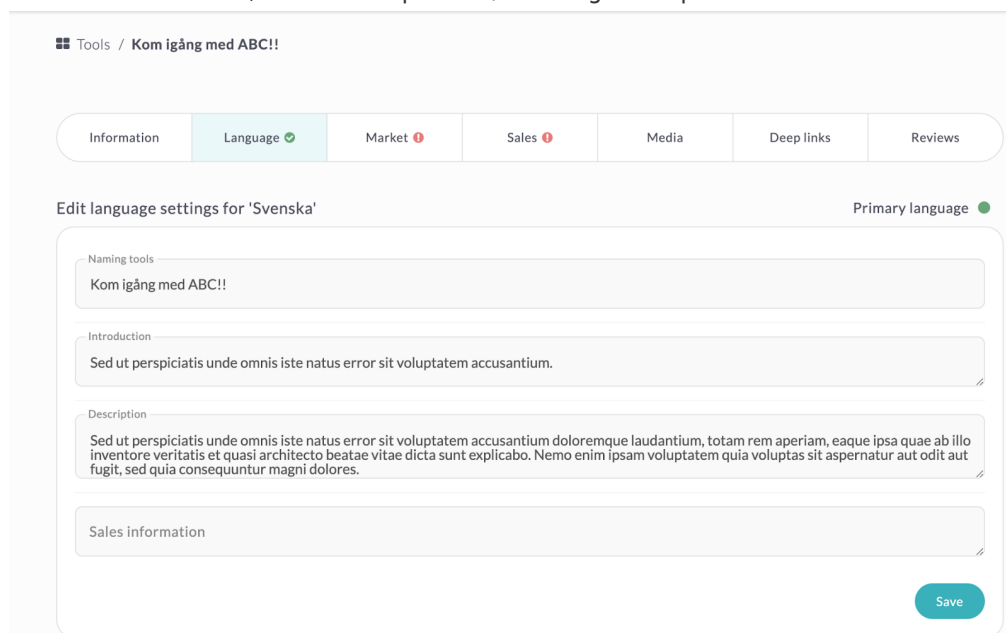 Tools / Kom igång med ABC!!
Information Language Market Sales Media Deep links Reviews
Edit language settings for 'Svenska' Primary language
Naming tools
Kom igång med ABC!!
Introduction
Sed ut perspiciatis unde omnis iste natus error sit voluptatem accusantium.
Description
Sed ut perspiciatis unde omnis iste natus error sit voluptatem accusantium doloremque laudantium, totam rem aperiam, eaque ipsa quae ab illo
inventore veritatis et quasi architecto beatae vitae dicta sunt explicabo. Nemo enim ipsam voluptatem quia voluptas sit aspernatur aut odit aut
fugit, sed quia consequuntur magni dolores.
Sales information
Save